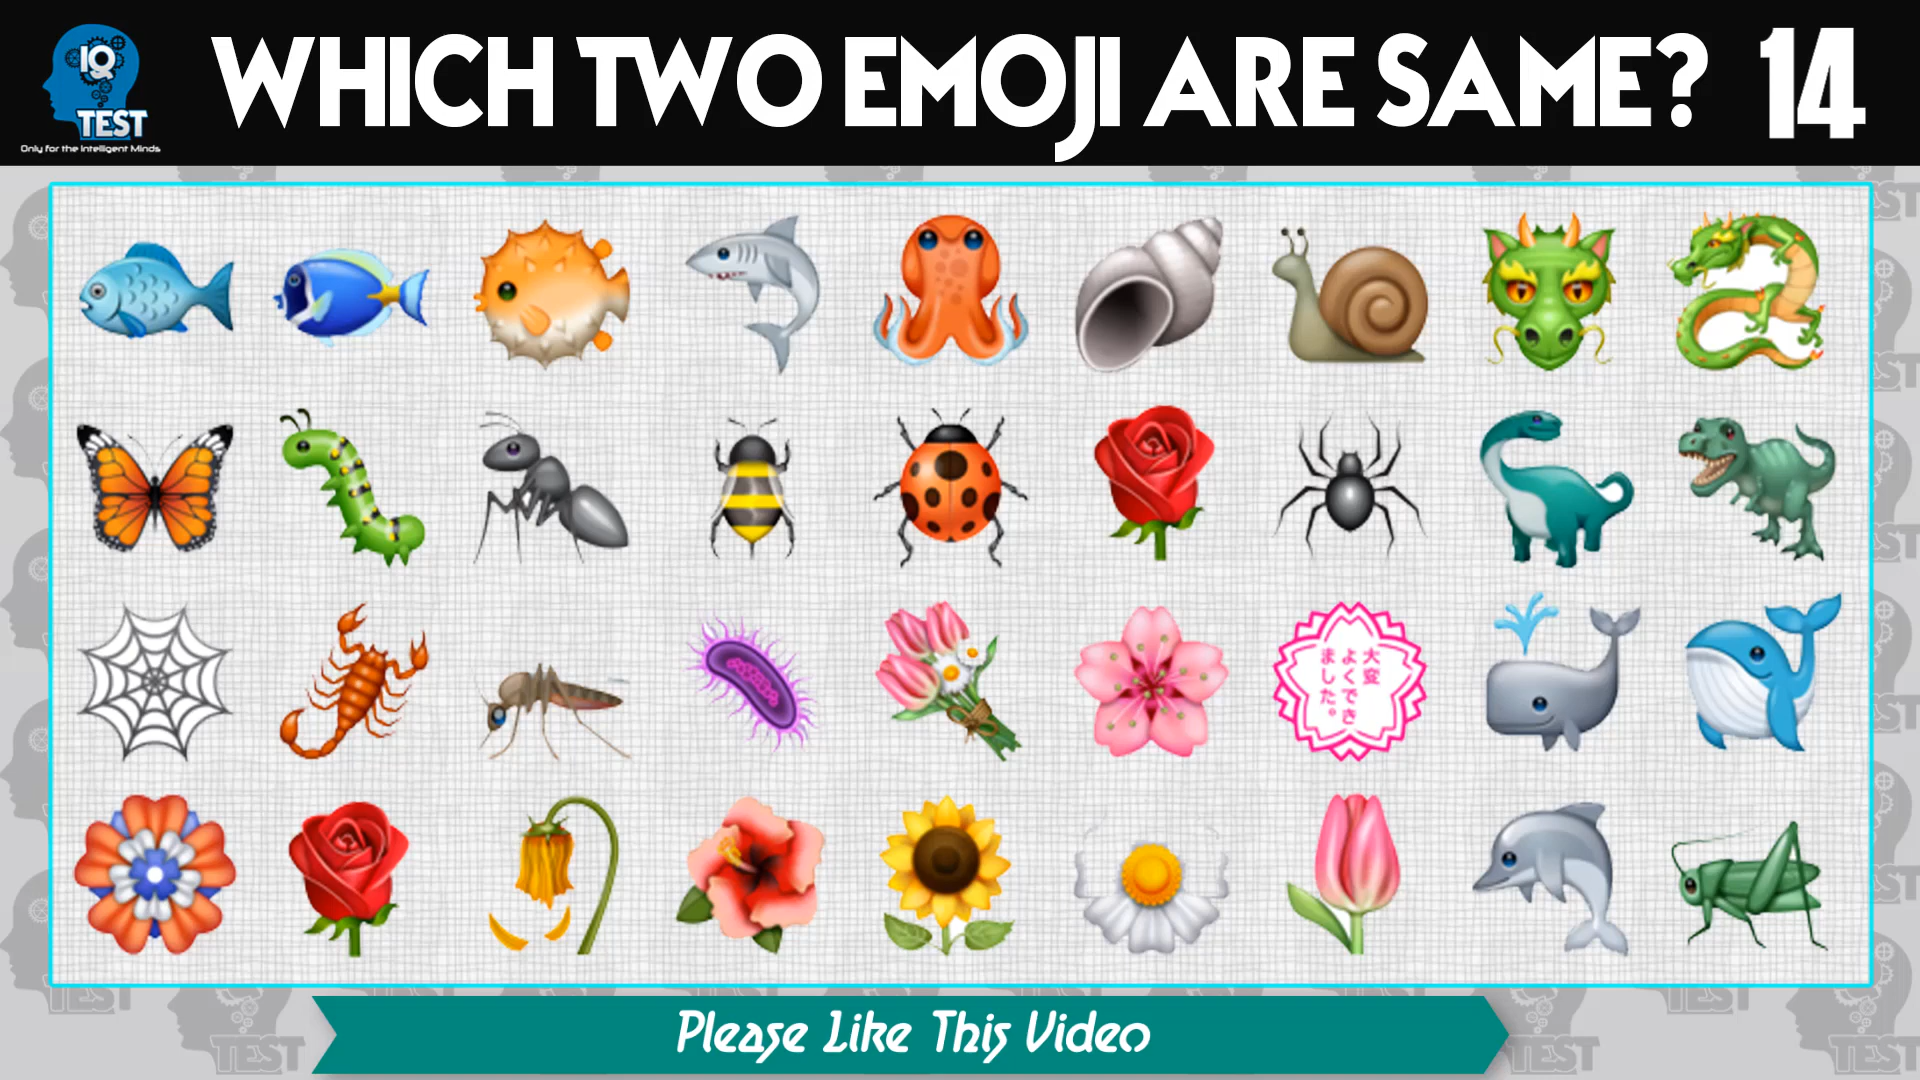 IQ
TEST
Only for the Intelligent Minds
WHICH TWO EMOJI ARE SAME? 14
大変
よくでき
ました。
Please Like This Video